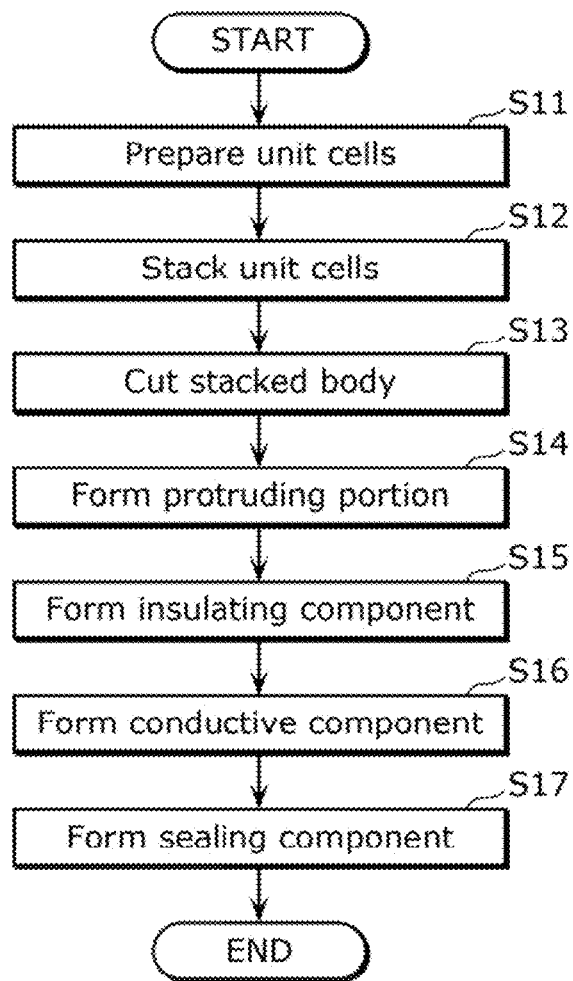 START
S11
Prepare unit cells
S12
Stack unit cells
S13
Cut stacked body
S14
Form protruding portion
S15
Form insulating component
S16
Form conductive component
S17
Form sealing component
END